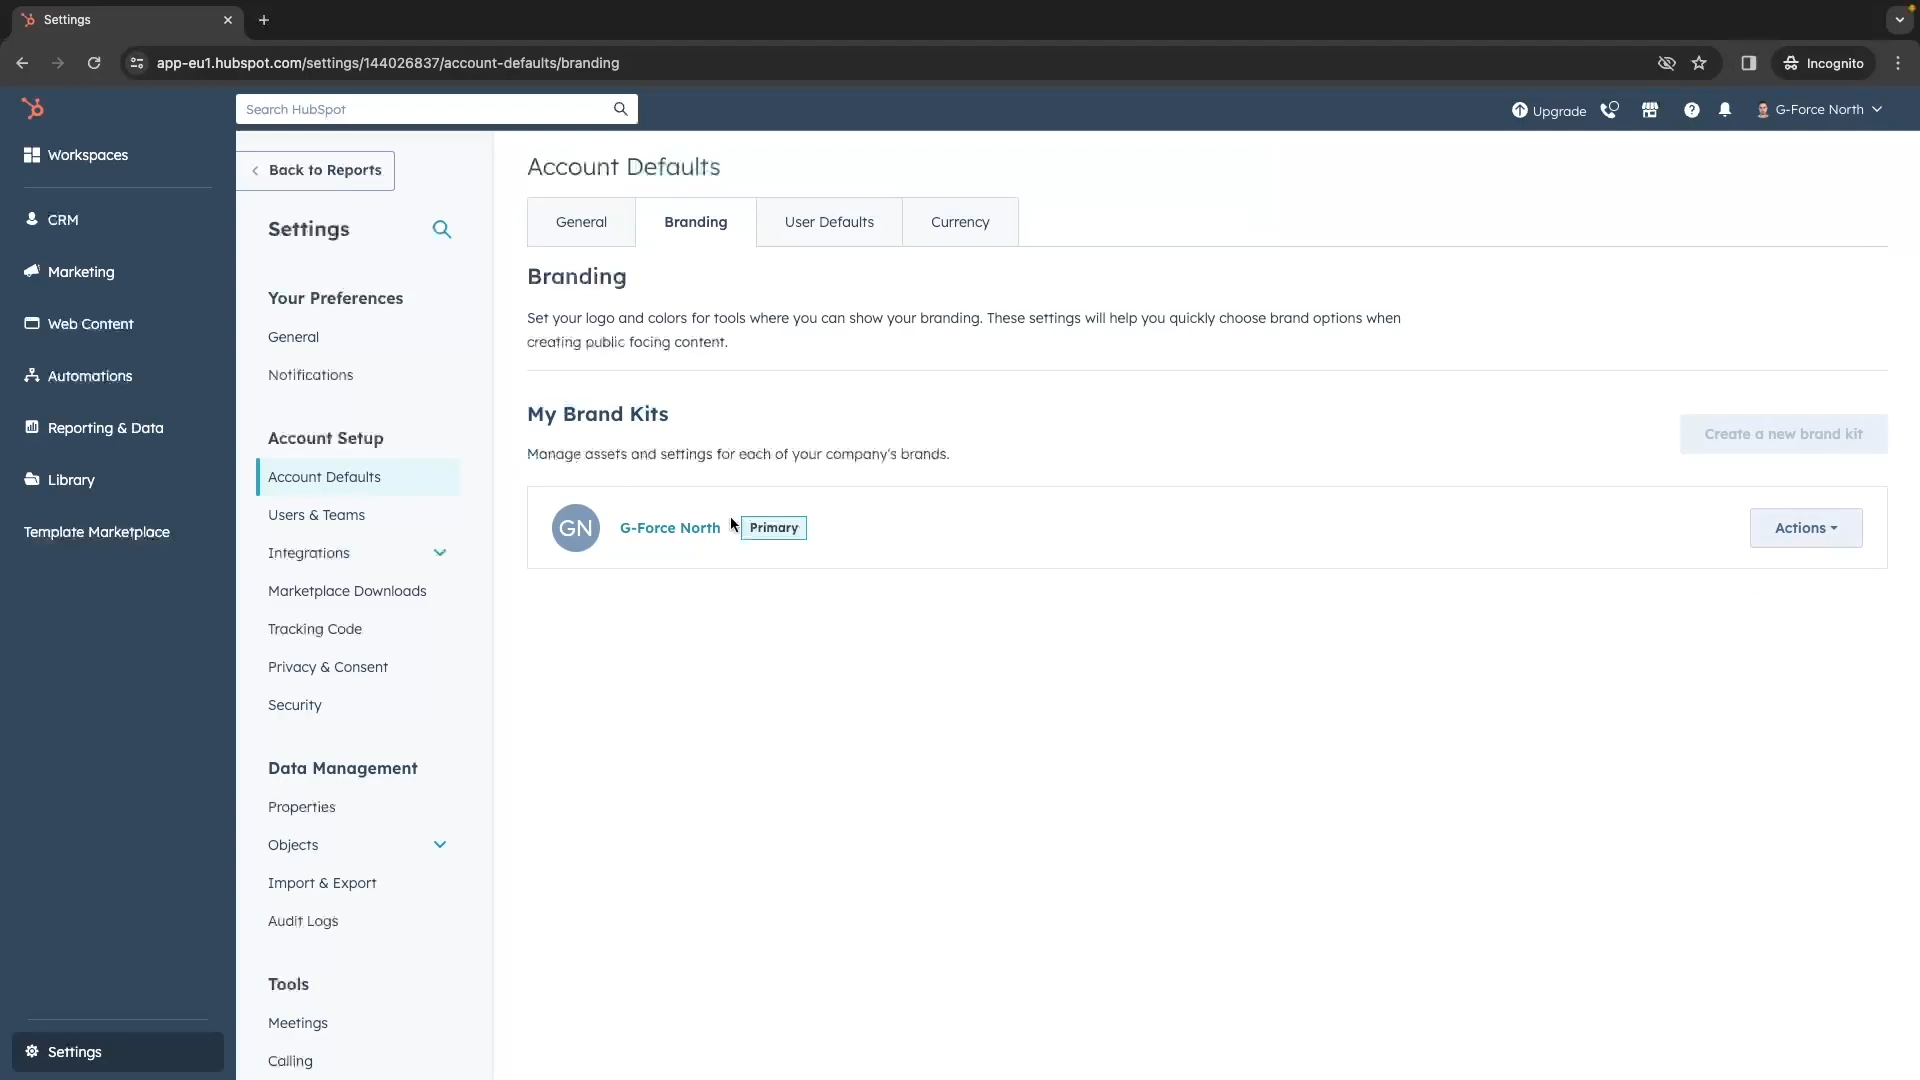 Settings
app-eu1.hubspot.com/settings/144026837/account-defaults/branding
Incognito
Search HubSpot
Upgrade
G-Force North
Workspaces
CRM
Marketing
Web Content
Automations
Reporting & Data
Library
Template Marketplace
Settings
Back to Reports
Settings
Your Preferences
General
Notifications
Account Setup
Account Defaults
Users & Teams
Integrations
Marketplace Downloads
Tracking Code
Privacy & Consent
Security
Data Management
Properties
Objects
Import & Export
Audit Logs
Tools
Meetings
Calling
Account Defaults
General
Branding
User Defaults
Currency
Branding
Set your logo and colors for tools where you can show your branding. These settings will help you quickly choose brand options when
creating public facing content.
My Brand Kits
Create a new brand kit
Manage assets and settings for each of your company's brands.
GN
G-Force North
Primary
Actions